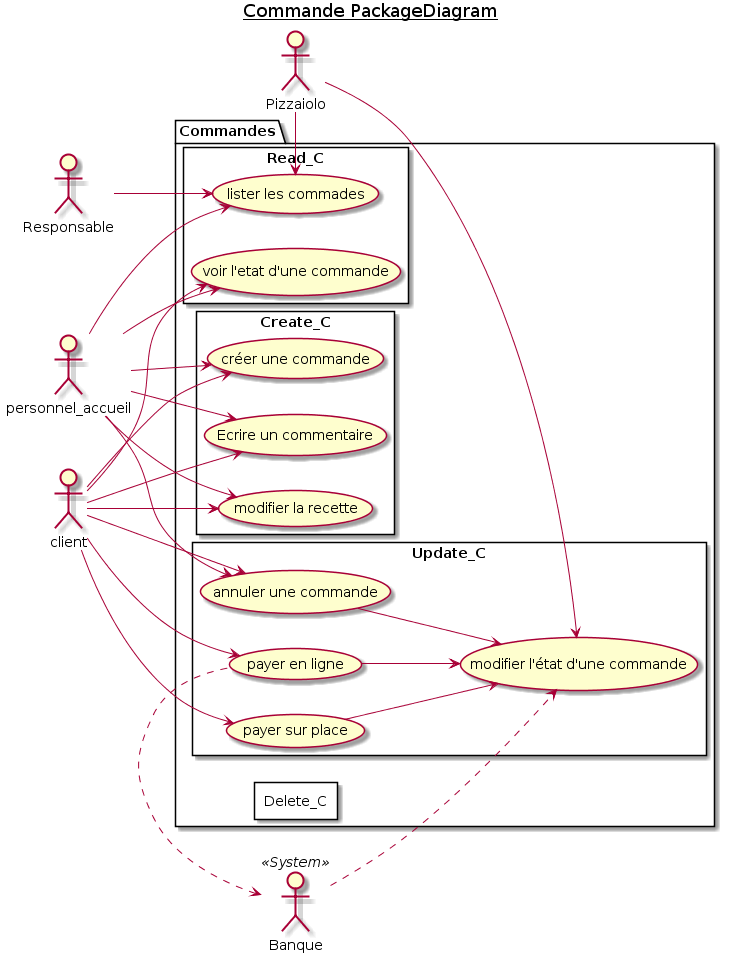 Commande PackageDiagram
Pizzaiolo
Commandes
Read_C
lister les commades
Responsable
voir l'etat d'une commande
Create_C
créer une commande
personnel_accueil
Ecrire un commentaire
modifier la recette
client
Update_C
annuler une commande
payer en ligne
modifier l'état d'une commande
payer sur place
Delete_C
«System»
Banque